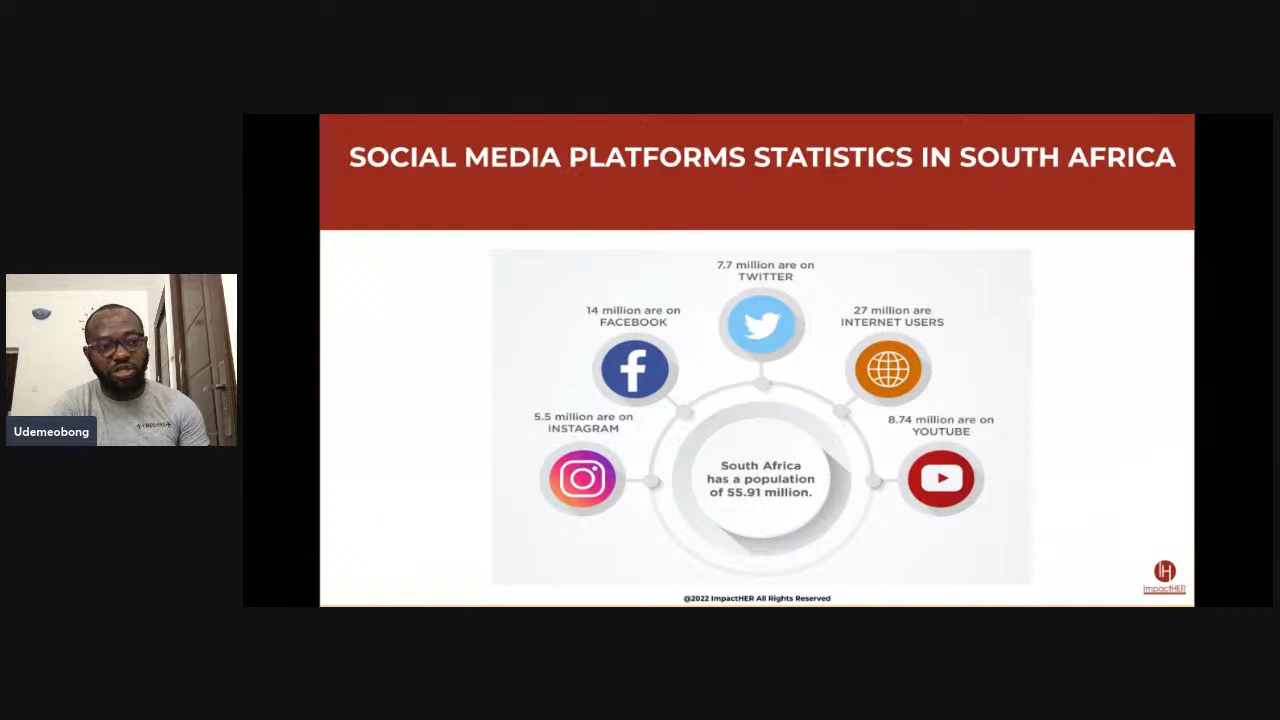 SOCIAL MEDIA PLATFORMS STATISTICS IN SOUTH AFRICA
7.7 million are on
TWITTER
14 million are on
FACEBOOK
27 million are
INTERNET USERS
5.5 million are on
INSTAGRAM
8.74 million are on
YOUTUBE
South Africa
has a population
of 55.91 million.
Udemeobong
IH
ImpactHER
@2022 ImpactHER All Rights Reserved